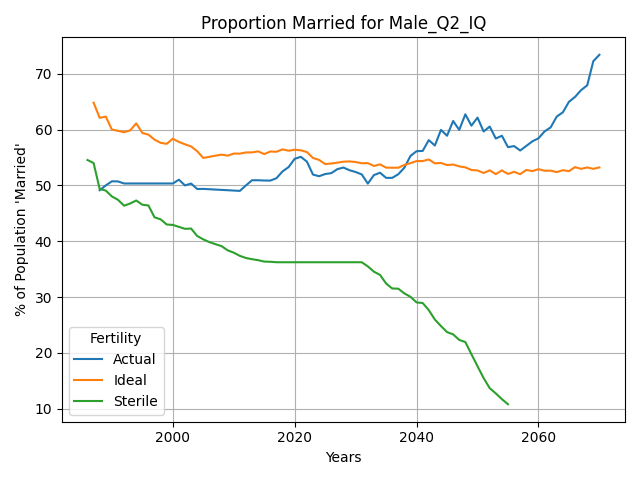 Proportion Married for Male_Q2_IQ
% of Population 'Married'
70
60
50
40
30
20
10
Fertility
Actual
Ideal
Sterile
2000
2020
2040
2060
Years